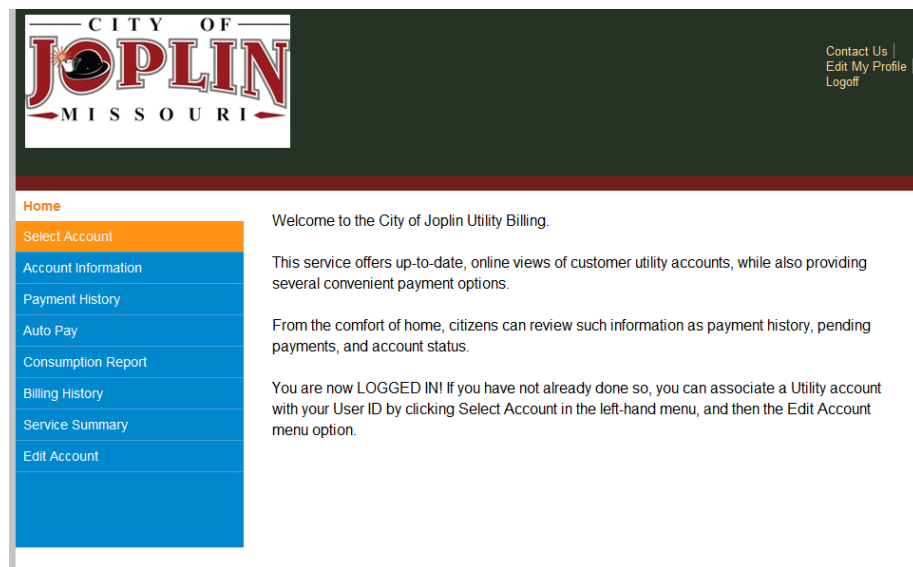 CITY OF
JOPLIN
MISSOURI
Contact Us |
Edit My Profile |
Logoff
Home
Select Account
Account Information
Payment History
Auto Pay
Consumption Report
Billing History
Service Summary
Edit Account
Welcome to the City of Joplin Utility Billing.
This service offers up-to-date, online views of customer utility accounts, while also providing
several convenient payment options.
From the comfort of home, citizens can review such information as payment history, pending
payments, and account status.
You are now LOGGED IN! If you have not already done so, you can associate a Utility account
with your User ID by clicking Select Account in the left-hand menu, and then the Edit Account
menu option.